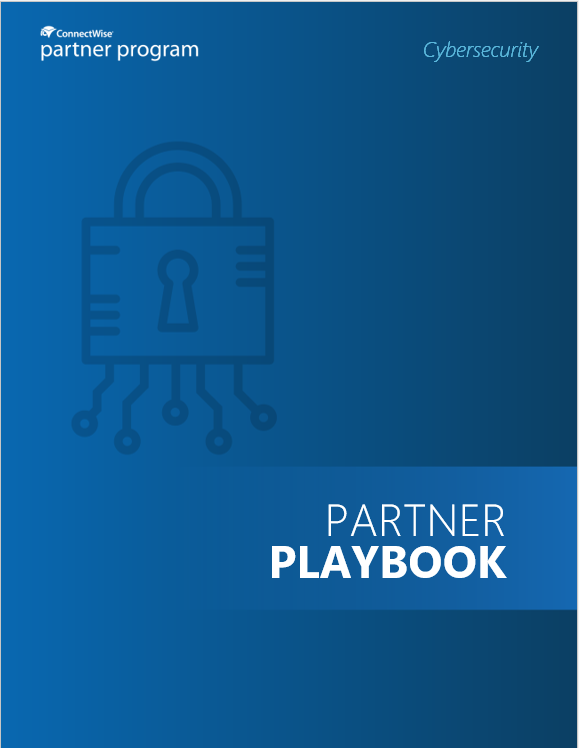 ConnectWise
partner program
Cybersecurity
PARTNER
PLAYBOOK